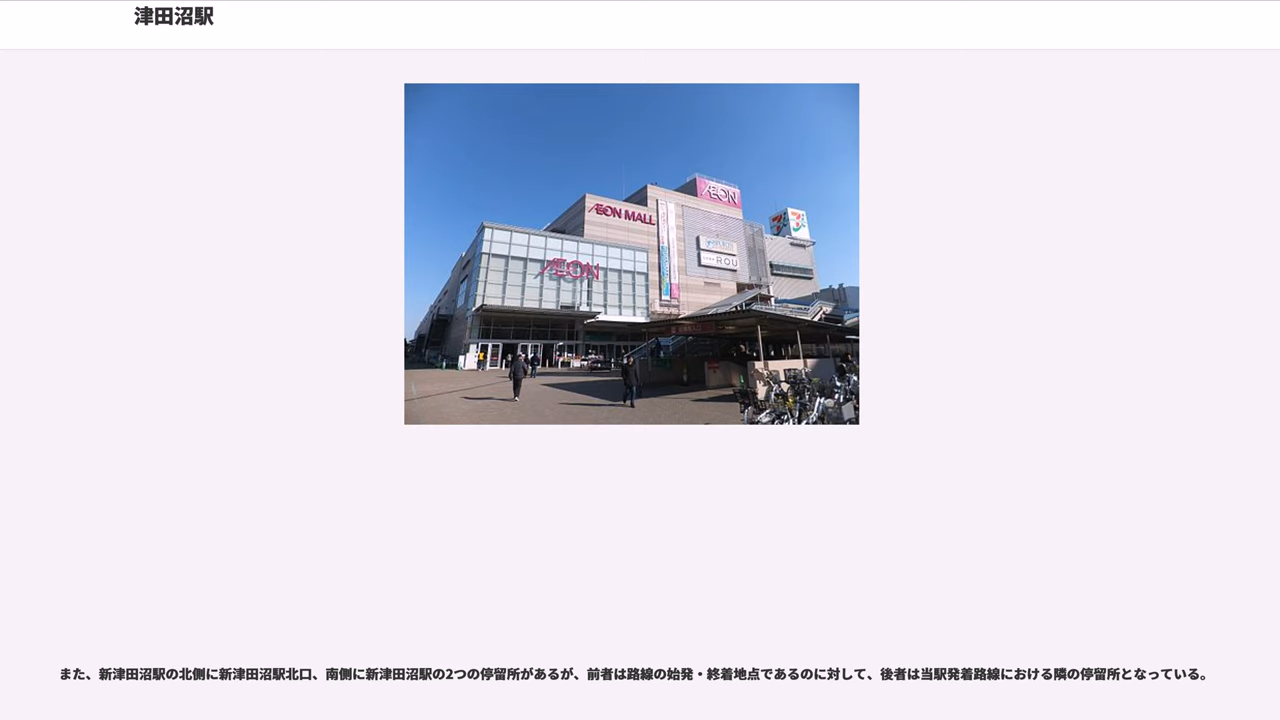 津田沼駅
ÆON
ÆON MALL
ÆON
ROU
また、新津田沼駅の北側に新津田沼駅北口、南側に新津田沼駅の2つの停留所があるが、前者は路線の始発・終着地点であるのに対して、後者は当駅発着路線における隣の停留所となっている。